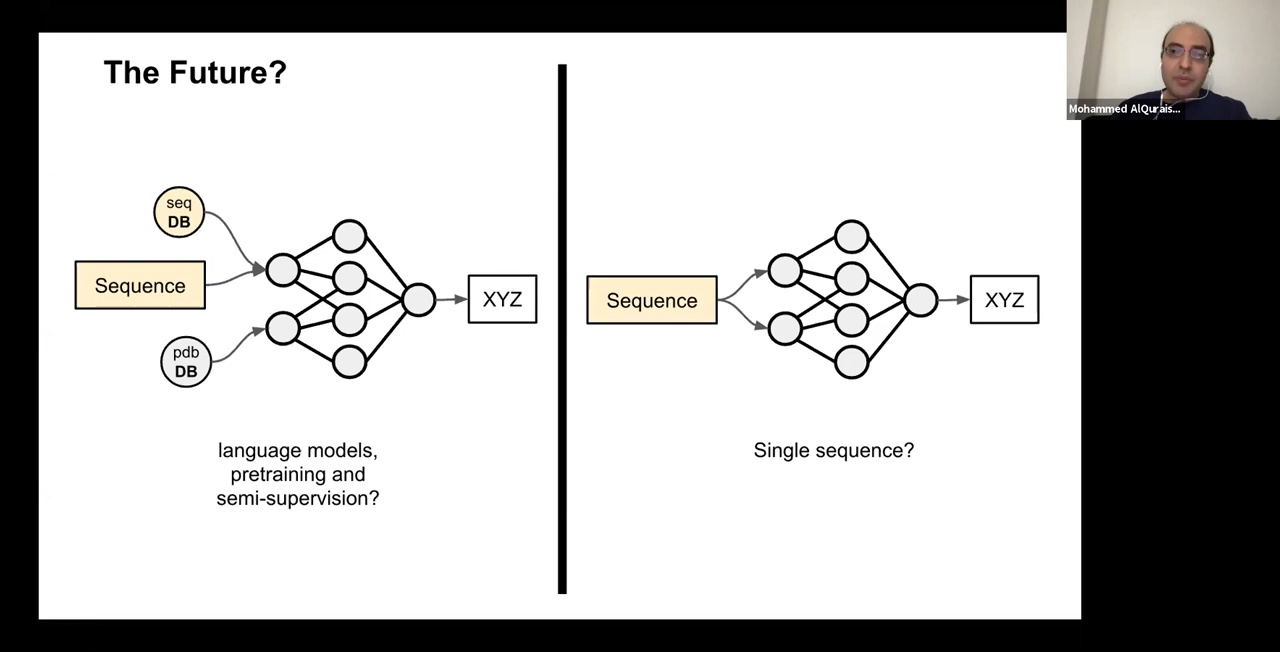 The Future?
seq
DB
Sequence
pdb
DB
XYZ
language models,
pretraining and
semi-supervision?
Sequence
XYZ
Single sequence?
Mohammed AlQurais...